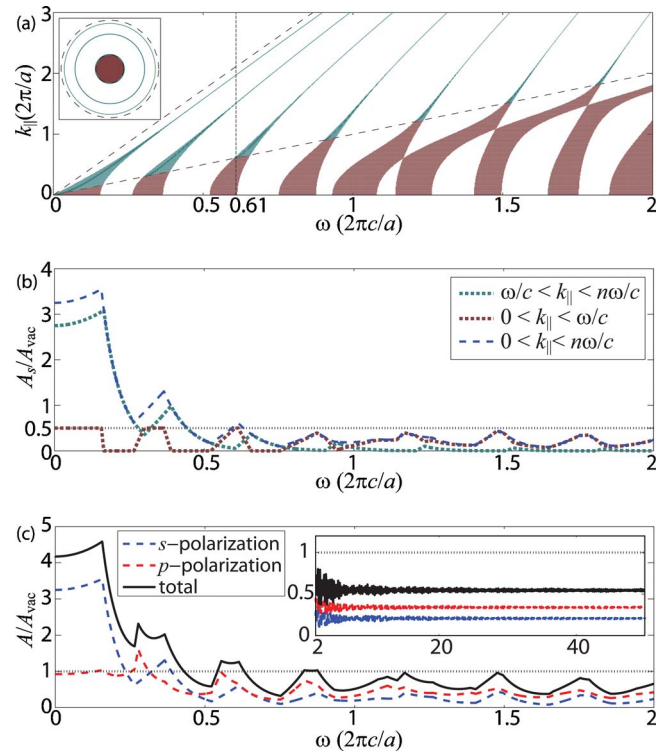 (a)
3
2
1
0
k∥(2π/a)
0 0.5 0.61 1 1.5 2
ω (2πc/a)
(b)
4
3
2
1
0.5
0
A_s/A_vac
ω/c < k∥ < nω/c
0 < k∥ < ω/c
0 < k∥ < nω/c
0 0.5 1 1.5 2
ω (2πc/a)
(c)
5
4
3
2
1
0
A/A_vac
s−polarization
p−polarization
total
1
0.5
0
2 20 40
0 0.5 1 1.5 2
ω (2πc/a)